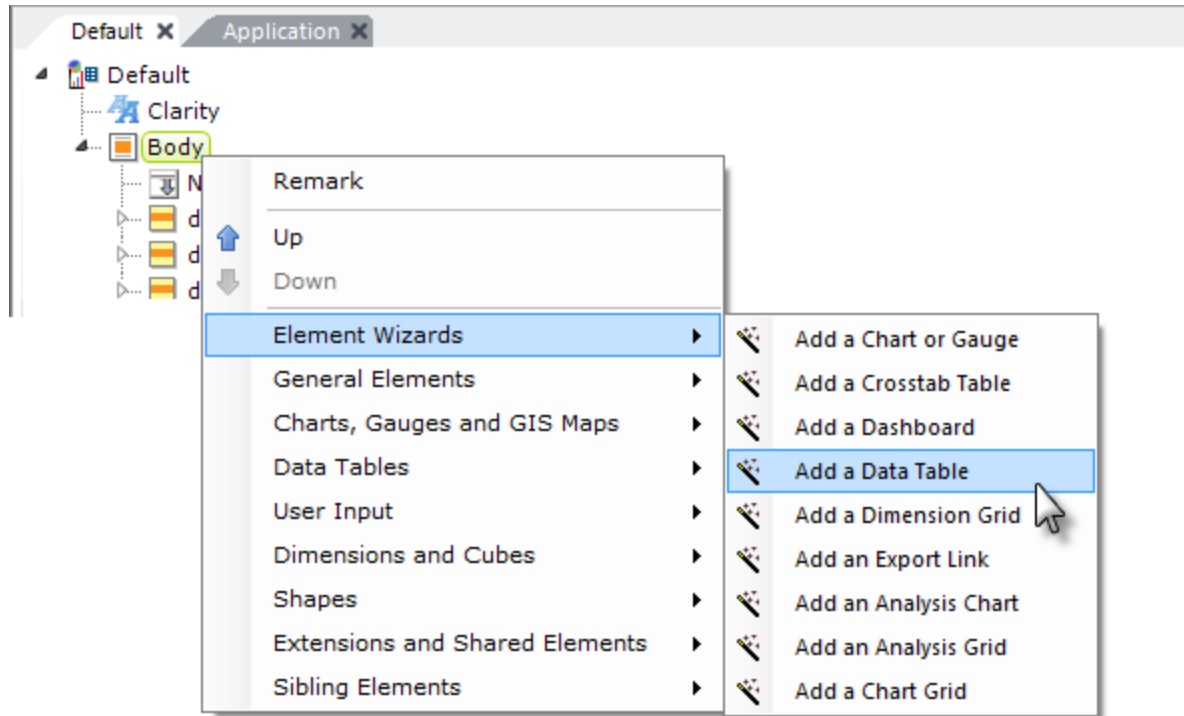 Default Application
Default
Clarity
Body
N
d
d
d
Remark
Up
Down
Element Wizards
General Elements
Charts, Gauges and GIS Maps
Data Tables
User Input
Dimensions and Cubes
Shapes
Extensions and Shared Elements
Sibling Elements
Add a Chart or Gauge
Add a Crosstab Table
Add a Dashboard
Add a Data Table
Add a Dimension Grid
Add an Export Link
Add an Analysis Chart
Add an Analysis Grid
Add a Chart Grid